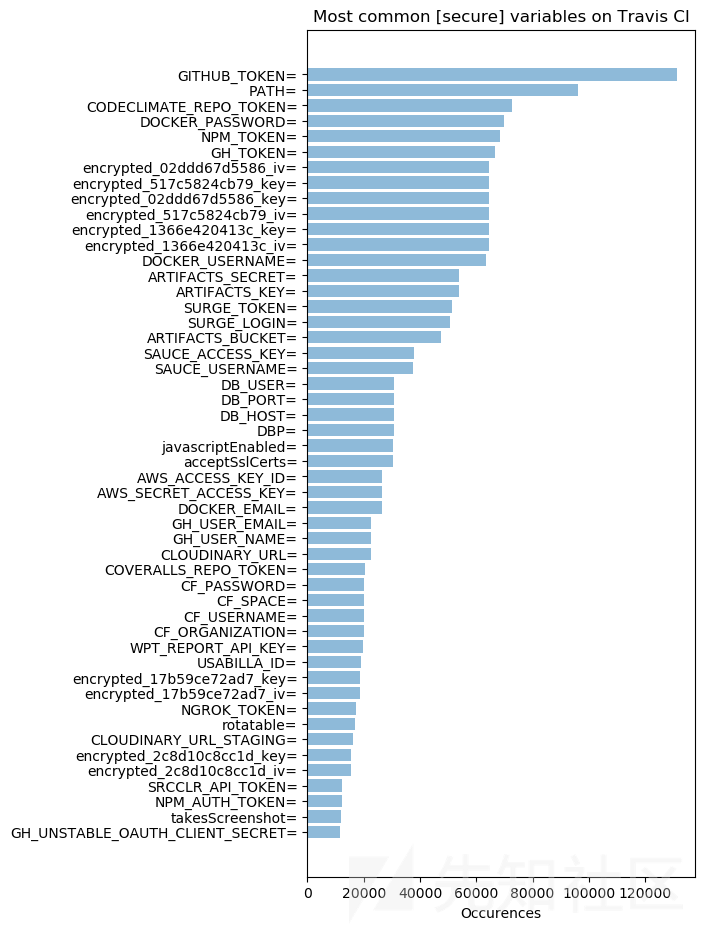 Most common [secure] variables on Travis CI
GITHUB_TOKEN=
PATH=
CODECLIMATE_REPO_TOKEN=
DOCKER_PASSWORD=
NPM_TOKEN=
GH_TOKEN=
encrypted_02ddd67d5586_iv=
encrypted_517c5824cb79_key=
encrypted_02ddd67d5586_key=
encrypted_517c5824cb79_iv=
encrypted_1366e420413c_key=
encrypted_1366e420413c_iv=
DOCKER_USERNAME=
ARTIFACTS_SECRET=
ARTIFACTS_KEY=
SURGE_TOKEN=
SURGE_LOGIN=
ARTIFACTS_BUCKET=
SAUCE_ACCESS_KEY=
SAUCE_USERNAME=
DB_USER=
DB_PORT=
DB_HOST=
DBP=
javascriptEnabled=
acceptSslCerts=
AWS_ACCESS_KEY_ID=
AWS_SECRET_ACCESS_KEY=
DOCKER_EMAIL=
GH_USER_EMAIL=
GH_USER_NAME=
CLOUDINARY_URL=
COVERALLS_REPO_TOKEN=
CF_PASSWORD=
CF_SPACE=
CF_USERNAME=
CF_ORGANIZATION=
WPT_REPORT_API_KEY=
USABILLA_ID=
encrypted_17b59ce72ad7_key=
encrypted_17b59ce72ad7_iv=
NGROK_TOKEN=
rotatable=
CLOUDINARY_URL_STAGING=
encrypted_2c8d10c8cc1d_key=
encrypted_2c8d10c8cc1d_iv=
SRCCLR_API_TOKEN=
NPM_AUTH_TOKEN=
takesScreenshot=
GH_UNSTABLE_OAUTH_CLIENT_SECRET=
先知社区
0 20000 40000 60000 80000 100000 120000
Occurences